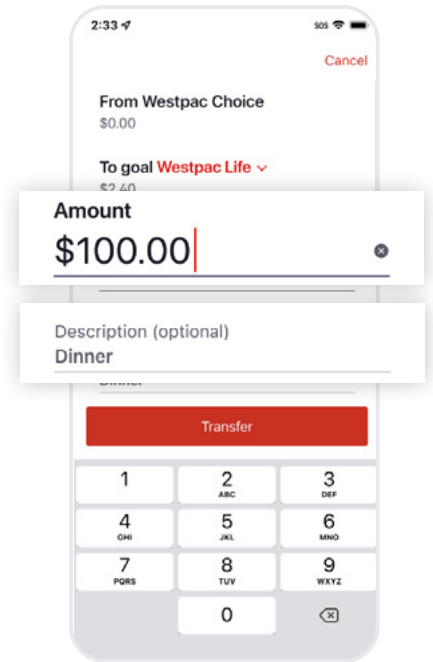 2:33
SOS
Cancel
From Westpac Choice
$0.00
To goal Westpac Life
$2.40
Amount
$100.00
Description (optional)
Dinner
Dinner
Transfer
1 2 3
ABC DEF
4 5 6
GHI JKL MNO
7 8 9
PQRS TUV WXYZ
0